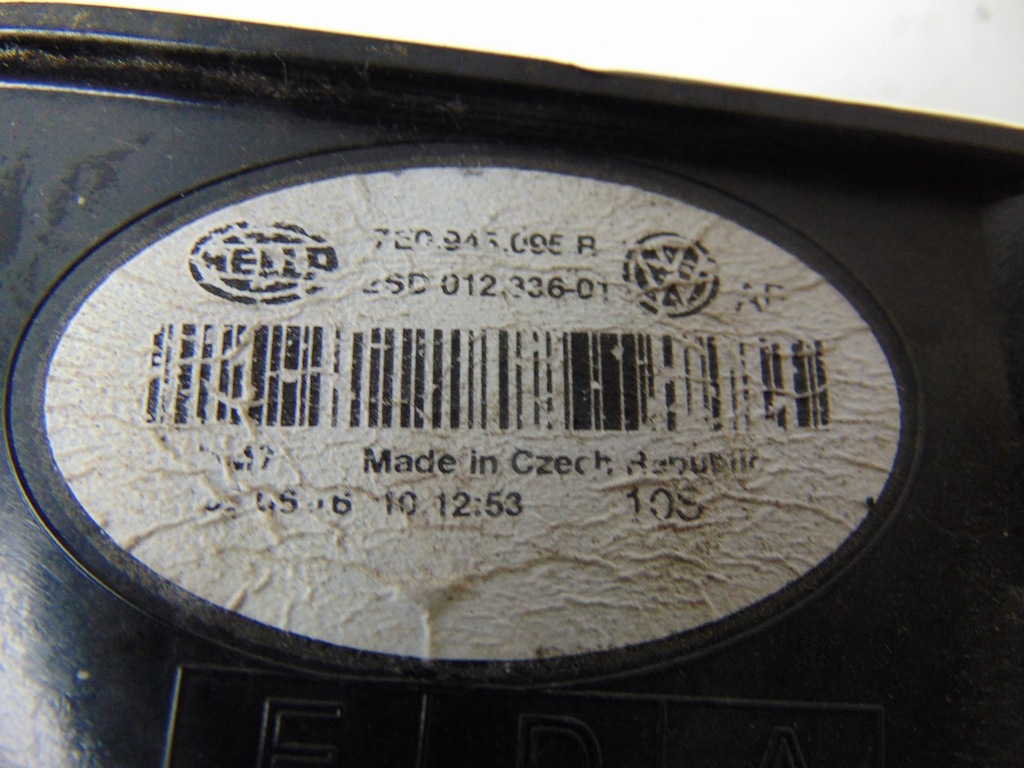 HELLA
7E0.945.095 B
2SD 012.336-01
Made in Czech Republic
10:12:53 10S
E D A